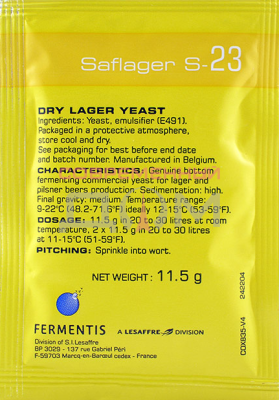 Saflager S-23
DRY LAGER YEAST
Ingredients: Yeast, emulsifier (E491).
Packaged in a protective atmosphere,
store cool and dry.
See packaging for best before end date
and batch number. Manufactured in Belgium.
CHARACTERISTICS: Genuine bottom
fermenting commercial yeast for lager and
pilsner beers production. Sedimentation: high.
Final gravity: medium. Temperature range:
9-22°C (48.2-71.6°F) ideally 12-15°C (53-59°F).
DOSAGE: 11.5 g in 20 to 30 litres at room
temperature, 2 x 11.5 g in 20 to 30 litres
at 11-15°C (51-59°F).
PITCHING: Sprinkle into wort.
NET WEIGHT: 11.5 g
FERMENTIS
A LESAFFRE DIVISION
Division of S.I.Lesaffre
BP 3029 - 137 rue Gabriel Péri
F-59703 Marcq-en-Barœul cedex - France
242204
CDX835-V4